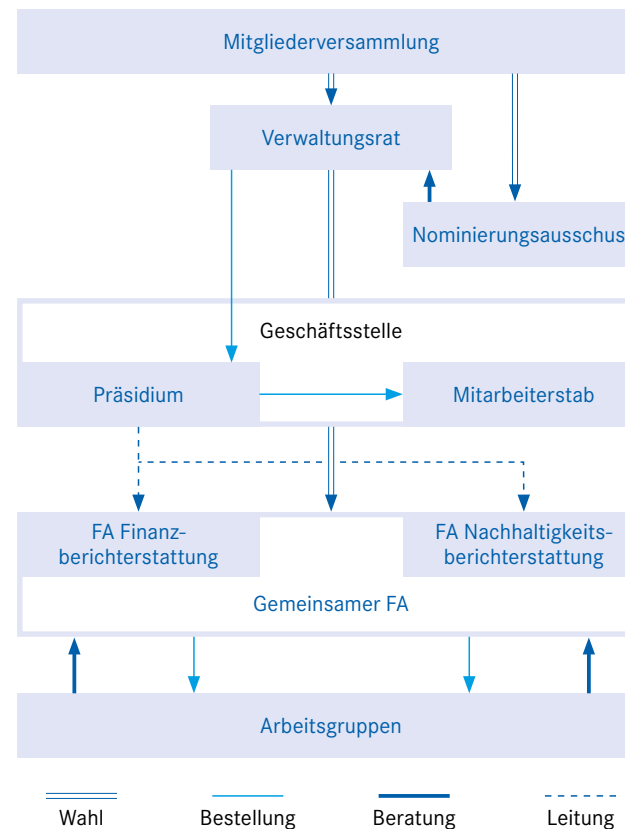 Mitgliederversammlung
Verwaltungsrat
Nominierungsausschus
Geschäftsstelle
Präsidium
Mitarbeiterstab
FA Finanz-
berichterstattung
FA Nachhaltigkeits-
berichterstattung
Gemeinsamer FA
Arbeitsgruppen
Wahl
Bestellung
Beratung
Leitung